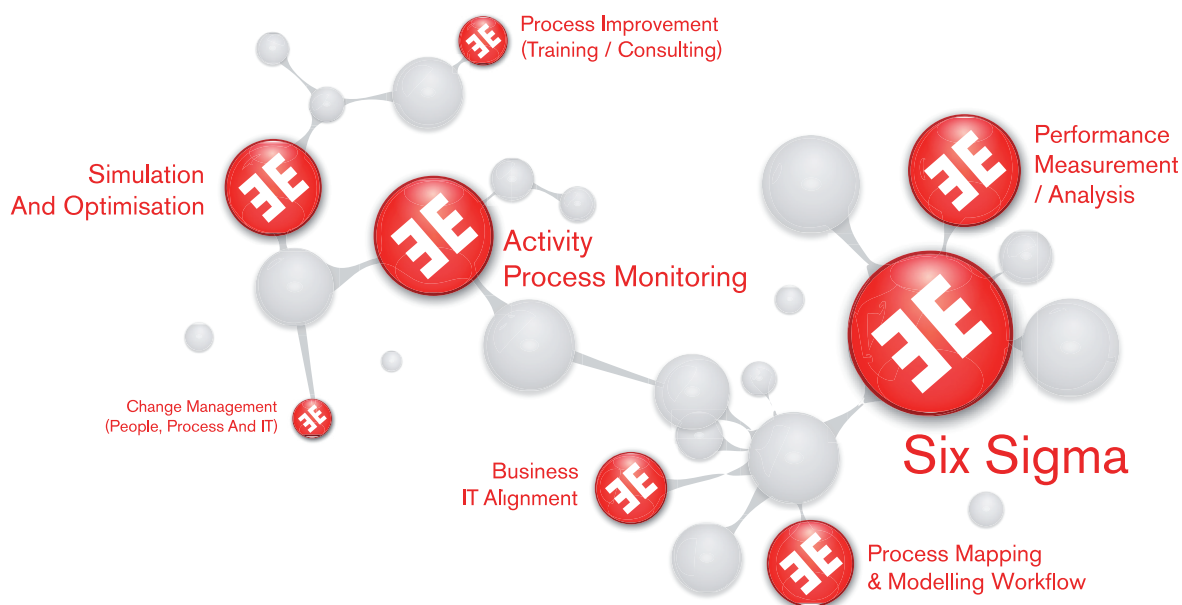 Process Improvement
(Training / Consulting)
Simulation
And Optimisation
Activity
Process Monitoring
Performance
Measurement
/ Analysis
Change Management
(People, Process And IT)
Business
IT Alignment
Six Sigma
Process Mapping
& Modelling Workflow